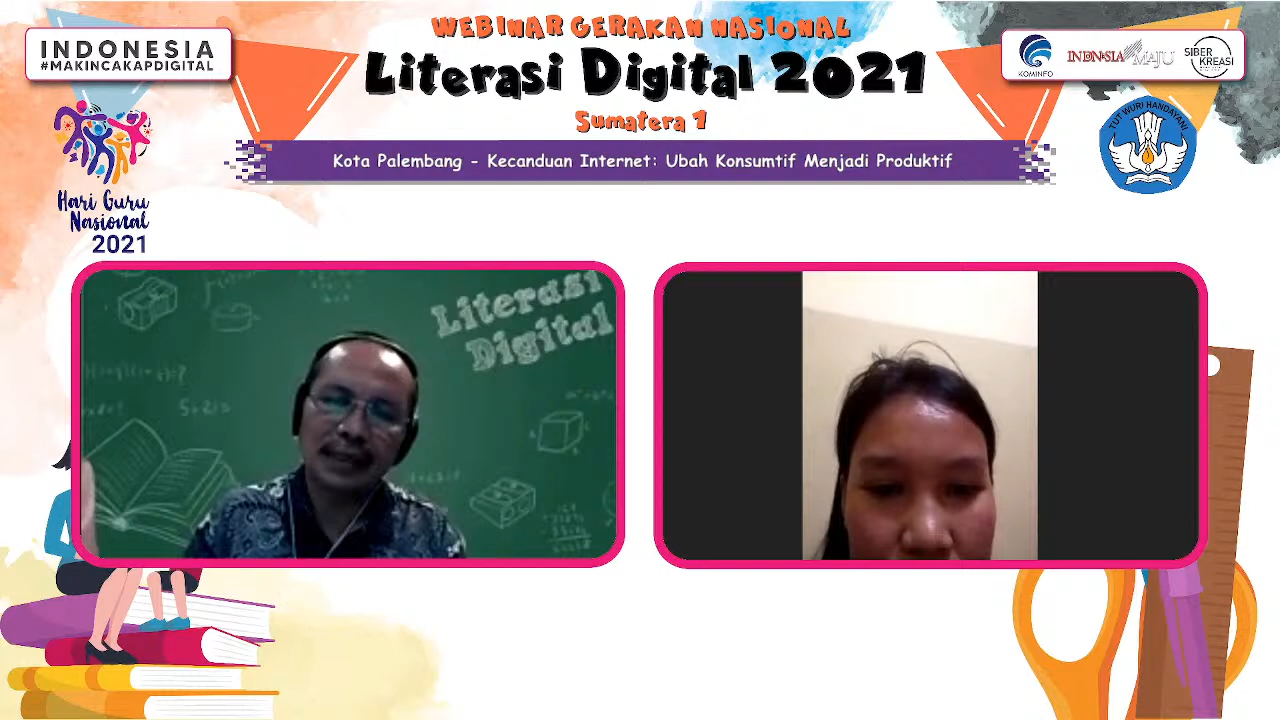 INDONESIA
#MAKINCAKAPDIGITAL
WEBINAR GERAKAN NASIONAL
Literasi Digital 2021
Sumatera 1
Kota Palembang - Kecanduan Internet: Ubah Konsumtif Menjadi Produktif
KOMINFO
INDONESIA MAJU
SIBER
KREASI
TUT WURI HANDAYANI
Hari Guru
Nasional
2021
Literasi
Digital